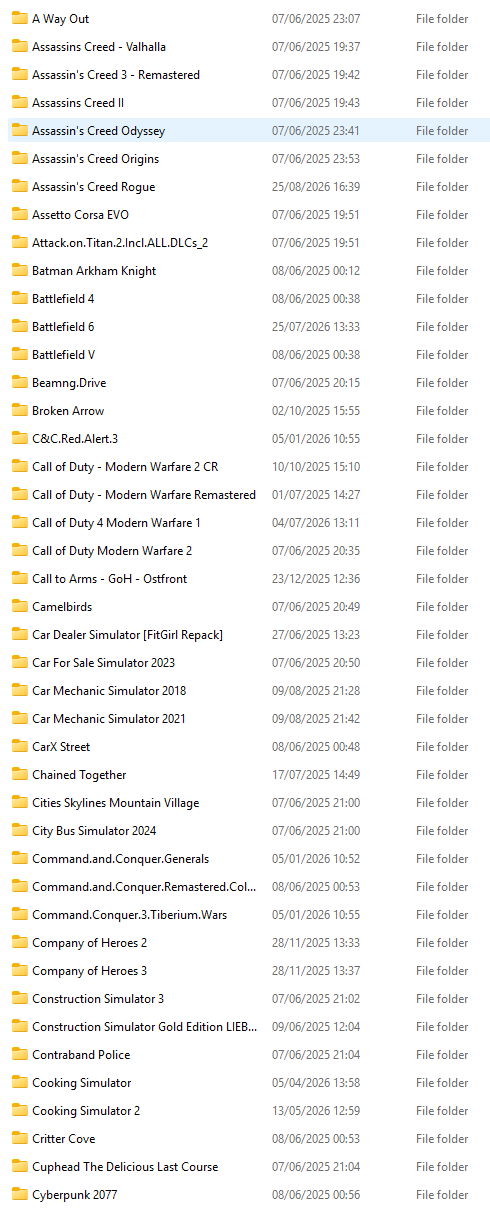 A Way Out 07/06/2025 23:07 File folder
Assassins Creed - Valhalla 07/06/2025 19:37 File folder
Assassin's Creed 3 - Remastered 07/06/2025 19:42 File folder
Assassins Creed II 07/06/2025 19:43 File folder
Assassin's Creed Odyssey 07/06/2025 23:41 File folder
Assassin's Creed Origins 07/06/2025 23:53 File folder
Assassin's Creed Rogue 25/08/2026 16:39 File folder
Assetto Corsa EVO 07/06/2025 19:51 File folder
Attack.on.Titan.2.Incl.ALL.DLCs_2 07/06/2025 19:51 File folder
Batman Arkham Knight 08/06/2025 00:12 File folder
Battlefield 4 08/06/2025 00:38 File folder
Battlefield 6 25/07/2026 13:33 File folder
Battlefield V 08/06/2025 00:38 File folder
Beamng.Drive 07/06/2025 20:15 File folder
Broken Arrow 02/10/2025 15:55 File folder
C&C.Red.Alert.3 05/01/2026 10:55 File folder
Call of Duty - Modern Warfare 2 CR 10/10/2025 15:10 File folder
Call of Duty - Modern Warfare Remastered 01/07/2025 14:27 File folder
Call of Duty 4 Modern Warfare 1 04/07/2026 13:11 File folder
Call of Duty Modern Warfare 2 07/06/2025 20:35 File folder
Call to Arms - GoH - Ostfront 23/12/2025 12:36 File folder
Camelbirds 07/06/2025 20:49 File folder
Car Dealer Simulator [FitGirl Repack] 27/06/2025 13:23 File folder
Car For Sale Simulator 2023 07/06/2025 20:50 File folder
Car Mechanic Simulator 2018 09/08/2025 21:28 File folder
Car Mechanic Simulator 2021 09/08/2025 21:42 File folder
CarX Street 08/06/2025 00:48 File folder
Chained Together 17/07/2025 14:49 File folder
Cities Skylines Mountain Village 07/06/2025 21:00 File folder
City Bus Simulator 2024 07/06/2025 21:00 File folder
Command.and.Conquer.Generals 05/01/2026 10:52 File folder
Command.and.Conquer.Remastered.Col... 08/06/2025 00:53 File folder
Command.Conquer.3.Tiberium.Wars 05/01/2026 10:55 File folder
Company of Heroes 2 28/11/2025 13:33 File folder
Company of Heroes 3 28/11/2025 13:37 File folder
Construction Simulator 3 07/06/2025 21:02 File folder
Construction Simulator Gold Edition LIEB... 09/06/2025 12:04 File folder
Contraband Police 07/06/2025 21:04 File folder
Cooking Simulator 05/04/2026 13:58 File folder
Cooking Simulator 2 13/05/2026 12:59 File folder
Critter Cove 08/06/2025 00:53 File folder
Cuphead The Delicious Last Course 07/06/2025 21:04 File folder
Cyberpunk 2077 08/06/2025 00:56 File folder